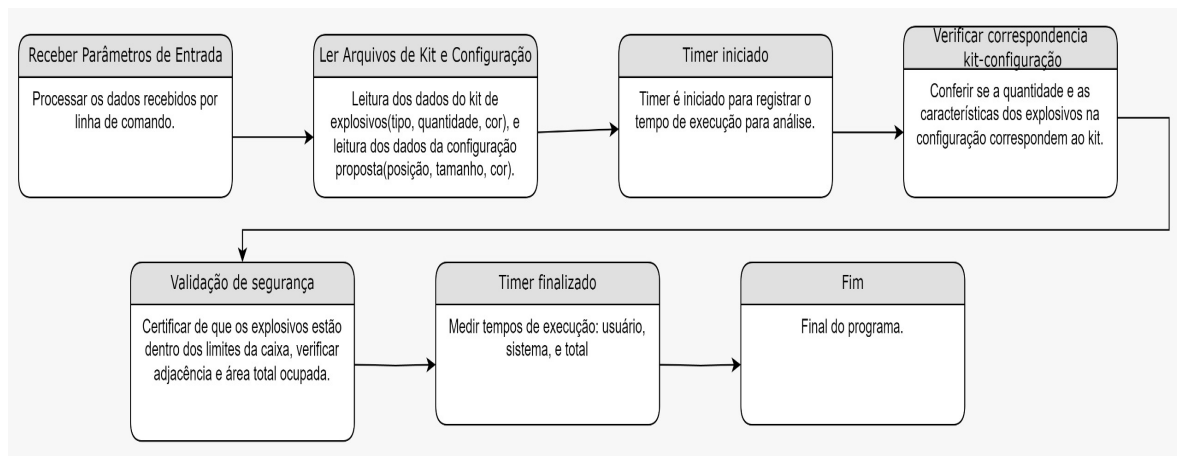 Receber Parâmetros de Entrada
Processar os dados recebidos por
linha de comando.
Ler Arquivos de Kit e Configuração
Leitura dos dados do kit de
explosivos(tipo, quantidade, cor), e
leitura dos dados da configuração
proposta(posição, tamanho, cor).
Timer iniciado
Timer é iniciado para registrar o
tempo de execução para análise.
Verificar correspondencia
kit-configuração
Conferir se a quantidade e as
características dos explosivos na
configuração correspondem ao kit.
Validação de segurança
Certificar de que os explosivos estão
dentro dos limites da caixa, verificar
adjacência e área total ocupada.
Timer finalizado
Medir tempos de execução: usuário,
sistema, e total
Fim
Final do programa.